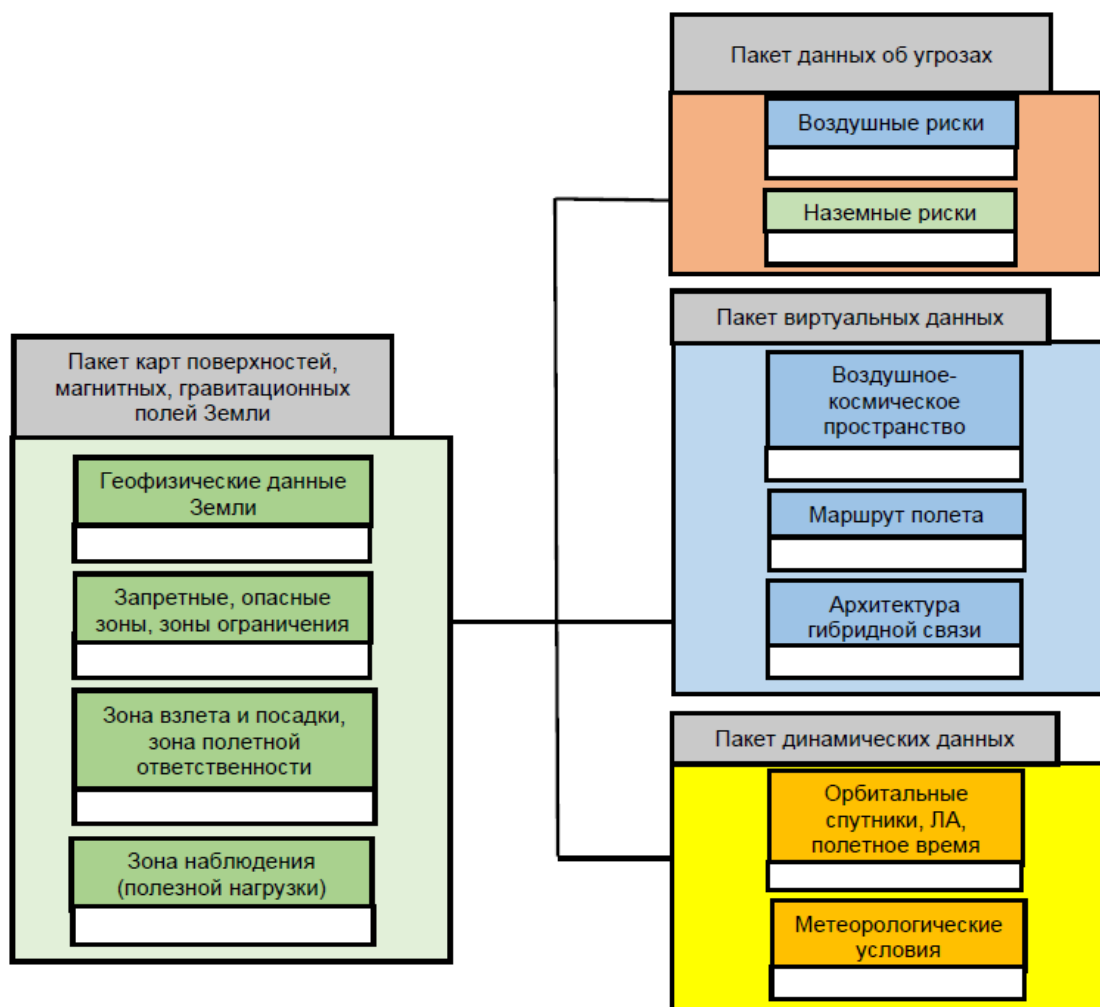 Пакет данных об угрозах
Воздушные риски
Наземные риски
Пакет виртуальных данных
Воздушное-
космическое
пространство
Маршрут полета
Архитектура
гибридной связи
Пакет динамических данных
Орбитальные
спутники, ЛА,
полетное время
Метеорологические
условия
Пакет карт поверхностей,
магнитных, гравитационных
полей Земли
Геофизические данные
Земли
Запретные, опасные
зоны, зоны ограничения
Зона взлета и посадки,
зона полетной
ответственности
Зона наблюдения
(полезной нагрузки)